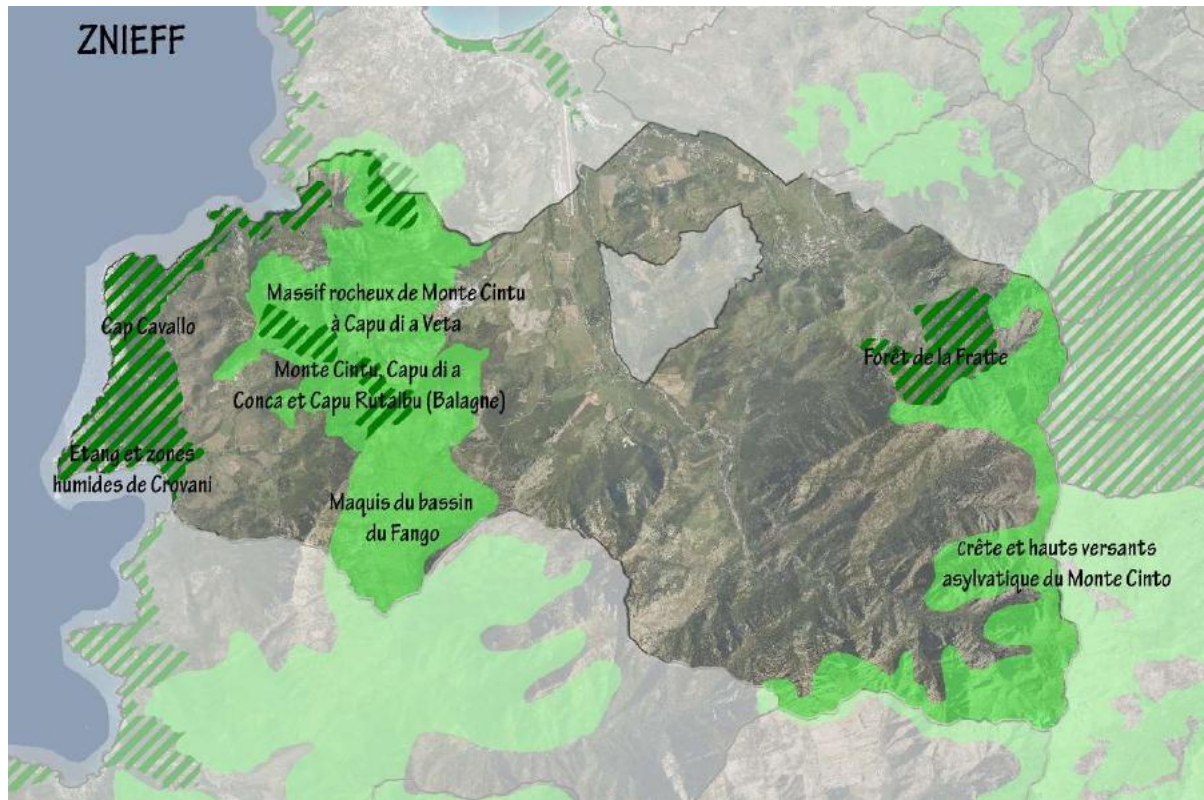 ZNIEFF
Massif rocheux de Monte Cintu
à Capu di a Veta
Cap Cavallo
Monte Cintu, Capu di a
Conca et Capu Rutalbu (Balagne)
Forêt de la Fratte
Etang et zones
humides de Crovani
Maquis du bassin
du Fango
Crête et hauts versants
asylvatique du Monte Cinto